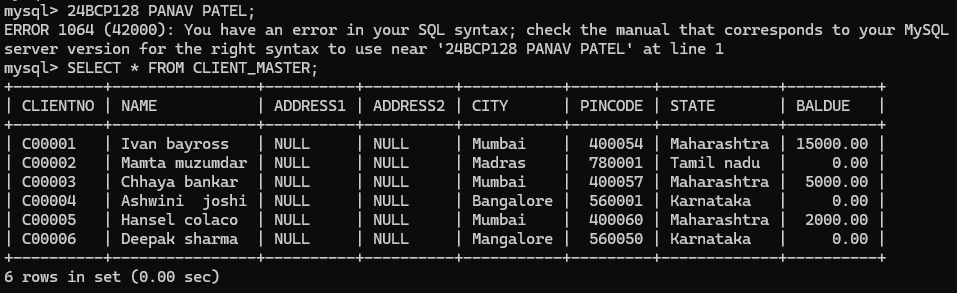 mysql> 24BCP128 PANAV PATEL;
ERROR 1064 (42000): You have an error in your SQL syntax; check the manual that corresponds to your MySQL
server version for the right syntax to use near '24BCP128 PANAV PATEL' at line 1
mysql> SELECT * FROM CLIENT_MASTER;
+----------+----------------+----------+----------+-----------+---------+-------------+----------+
| CLIENTNO | NAME           | ADDRESS1 | ADDRESS2 | CITY      | PINCODE | STATE       | BALDUE   |
+----------+----------------+----------+----------+-----------+---------+-------------+----------+
| C00001   | Ivan bayross   | NULL     | NULL     | Mumbai    |  400054 | Maharashtra | 15000.00 |
| C00002   | Mamta muzumdar | NULL     | NULL     | Madras    |  780001 | Tamil nadu  |     0.00 |
| C00003   | Chhaya bankar  | NULL     | NULL     | Mumbai    |  400057 | Maharashtra |  5000.00 |
| C00004   | Ashwini  joshi | NULL     | NULL     | Bangalore |  560001 | Karnataka   |     0.00 |
| C00005   | Hansel colaco  | NULL     | NULL     | Mumbai    |  400060 | Maharashtra |  2000.00 |
| C00006   | Deepak sharma  | NULL     | NULL     | Mangalore |  560050 | Karnataka   |     0.00 |
+----------+----------------+----------+----------+-----------+---------+-------------+----------+
6 rows in set (0.00 sec)